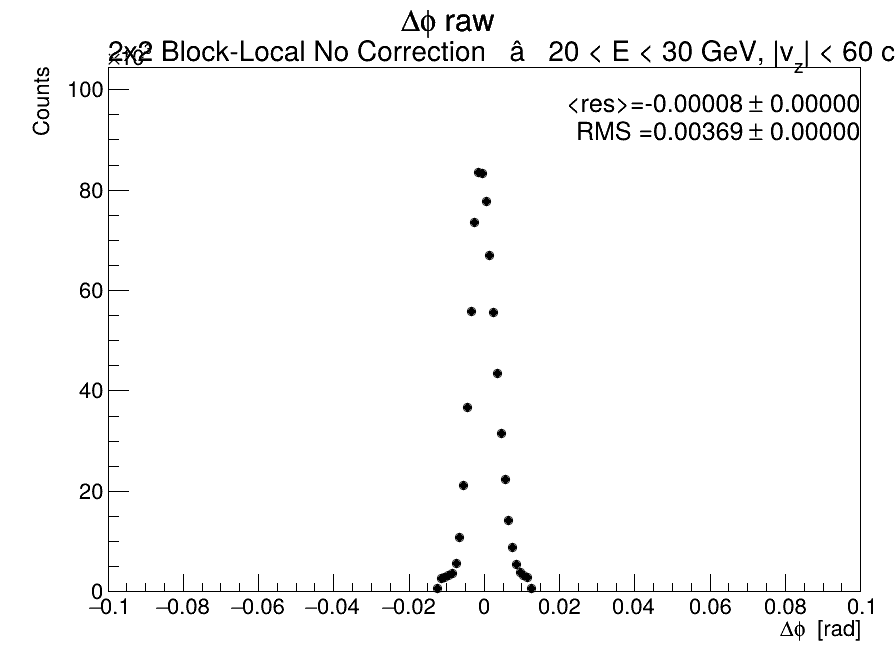 Δϕ raw
2x2 Block-Local No Correction â 20 < E < 30 GeV, |v_z| < 60 c
Counts
<res>=-0.00008 ± 0.00000
RMS =0.00369 ± 0.00000
100
80
60
40
20
0
−0.1 −0.08 −0.06 −0.04 −0.02 0 0.02 0.04 0.06 0.08 0.1
Δϕ [rad]